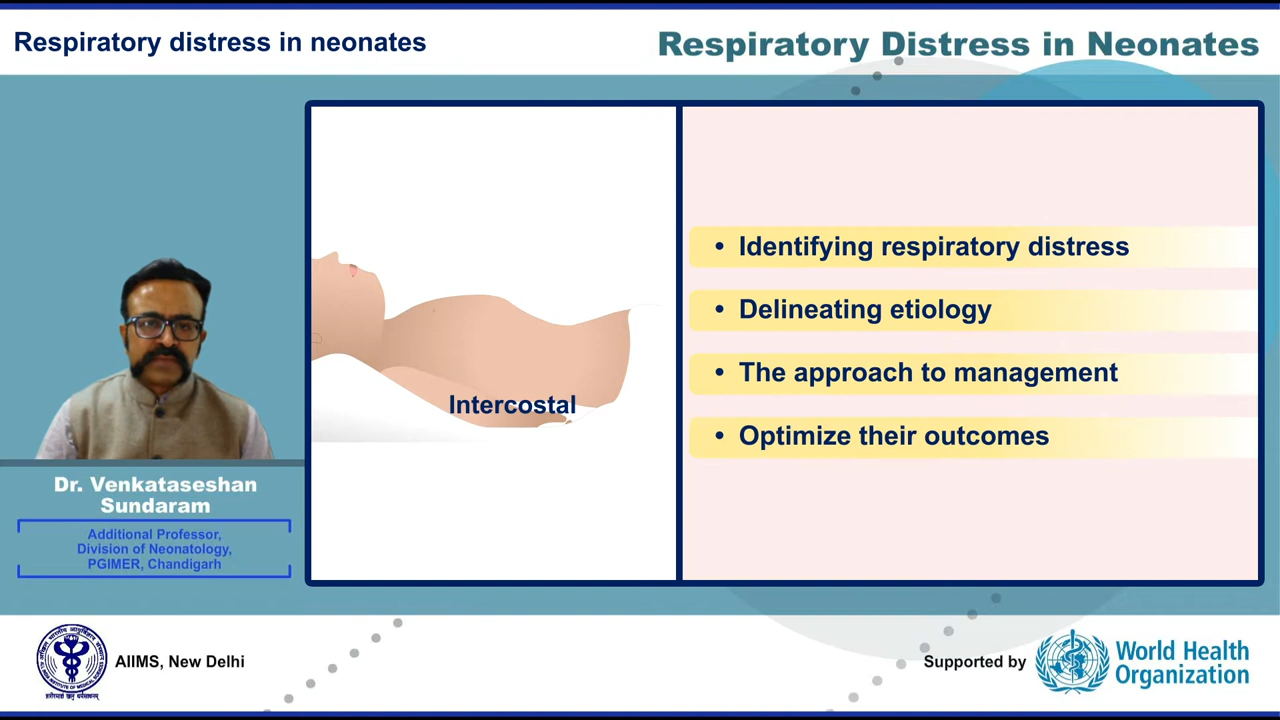 Respiratory distress in neonates
Respiratory Distress in Neonates
Intercostal
• Identifying respiratory distress
• Delineating etiology
• The approach to management
• Optimize their outcomes
Dr. Venkataseshan
Sundaram
Additional Professor,
Division of Neonatology,
PGIMER, Chandigarh
AIIMS, New Delhi
Supported by
World Health
Organization